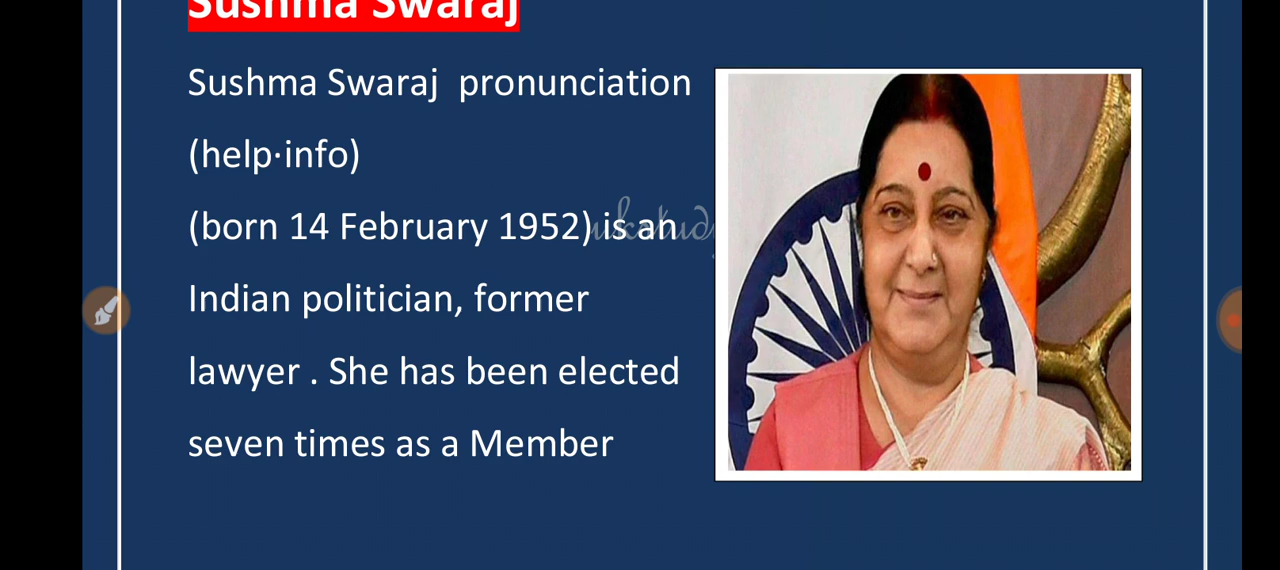 Sushma Swaraj
Sushma Swaraj pronunciation
(help·info)
(born 14 February 1952) is an
Indian politician, former
lawyer . She has been elected
seven times as a Member